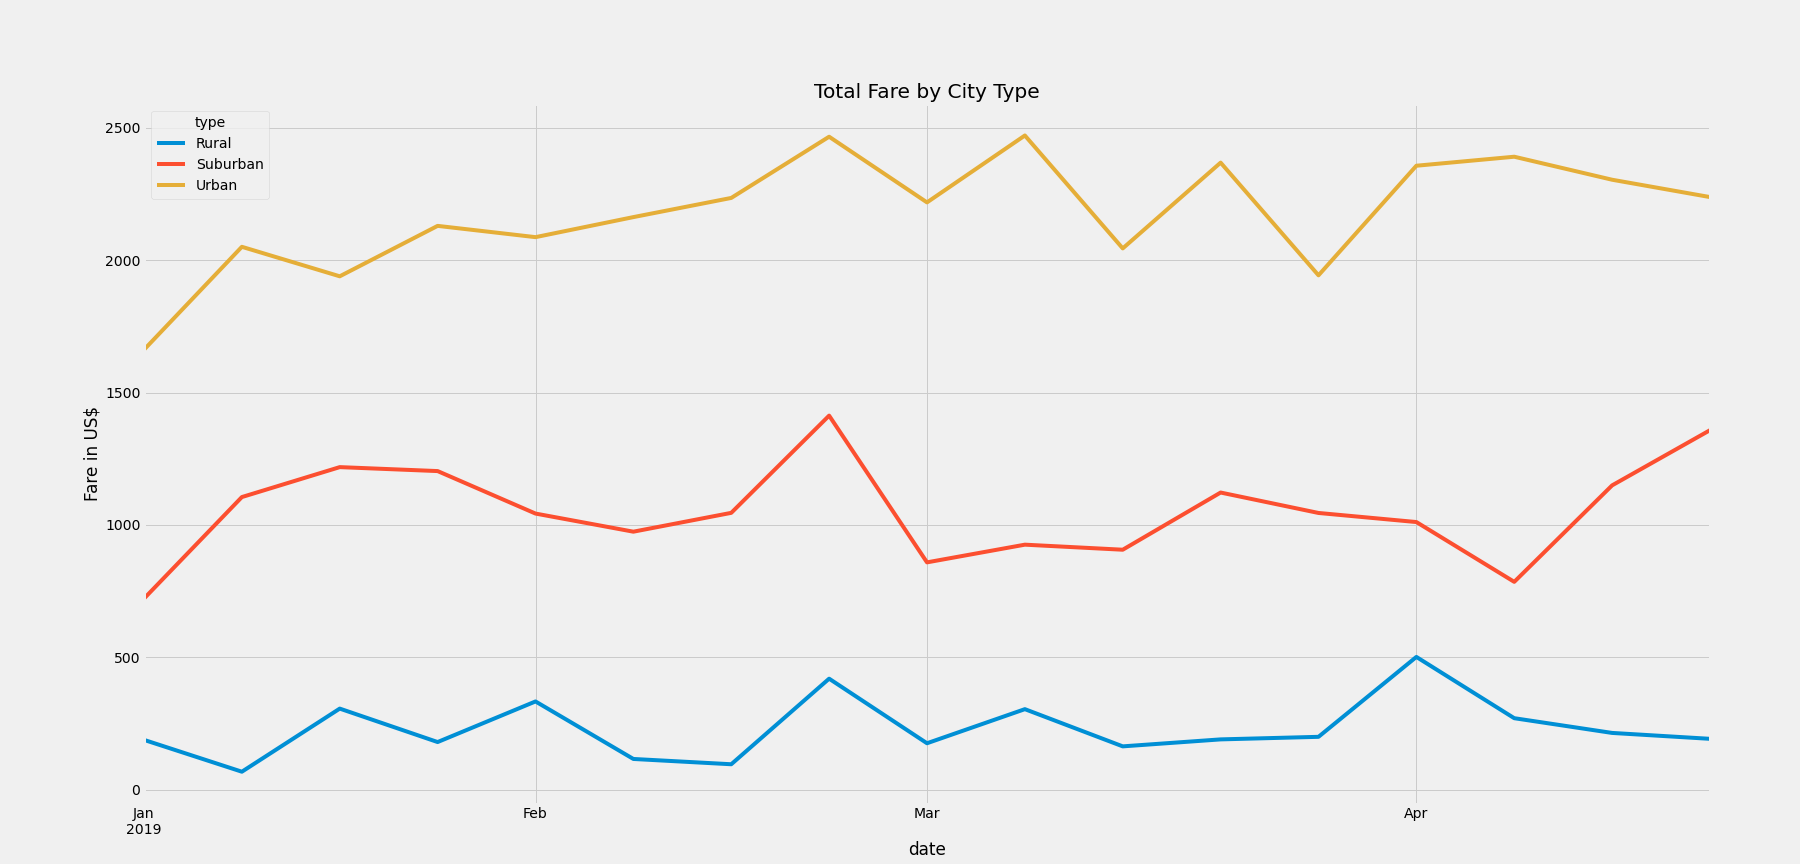 Total Fare by City Type
type
Rural
Suburban
Urban
Fare in US$
2500
2000
1500
1000
500
0
Jan
2019
Feb
Mar
Apr
date